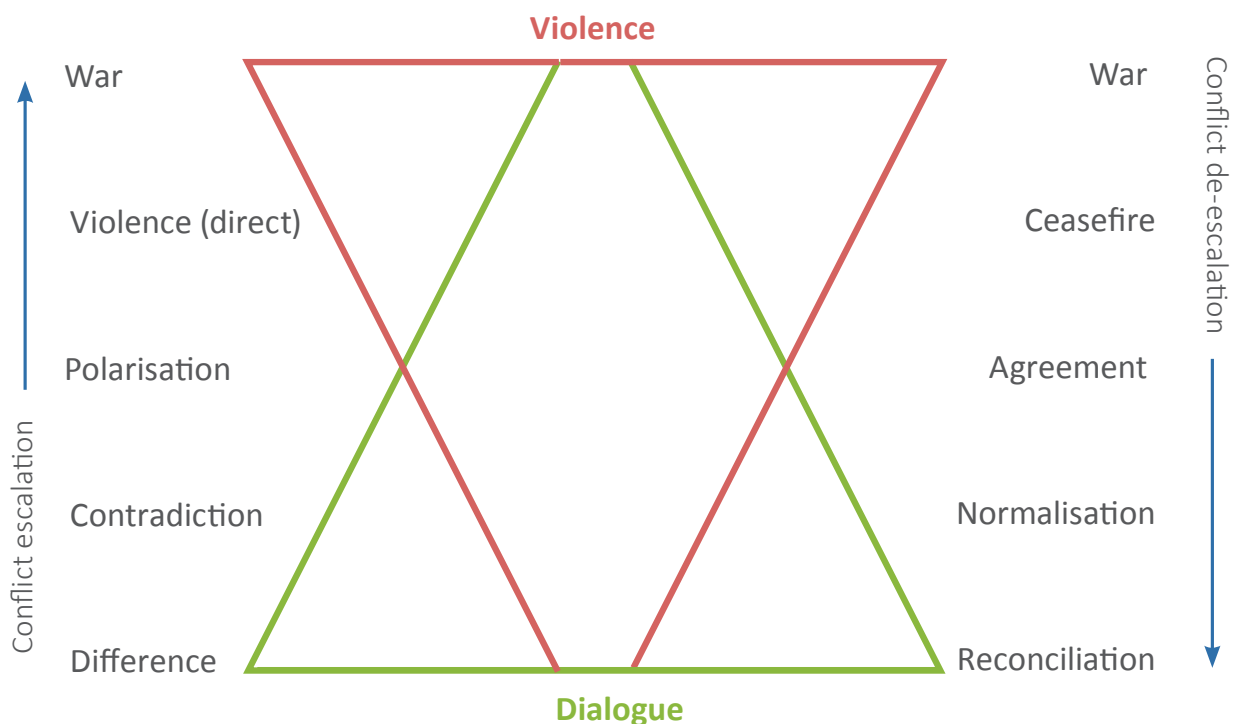 Violence
War
Violence (direct)
Polarisation
Contradiction
Difference
Conflict escalation
War
Ceasefire
Agreement
Normalisation
Reconciliation
Conflict de-escalation
Dialogue